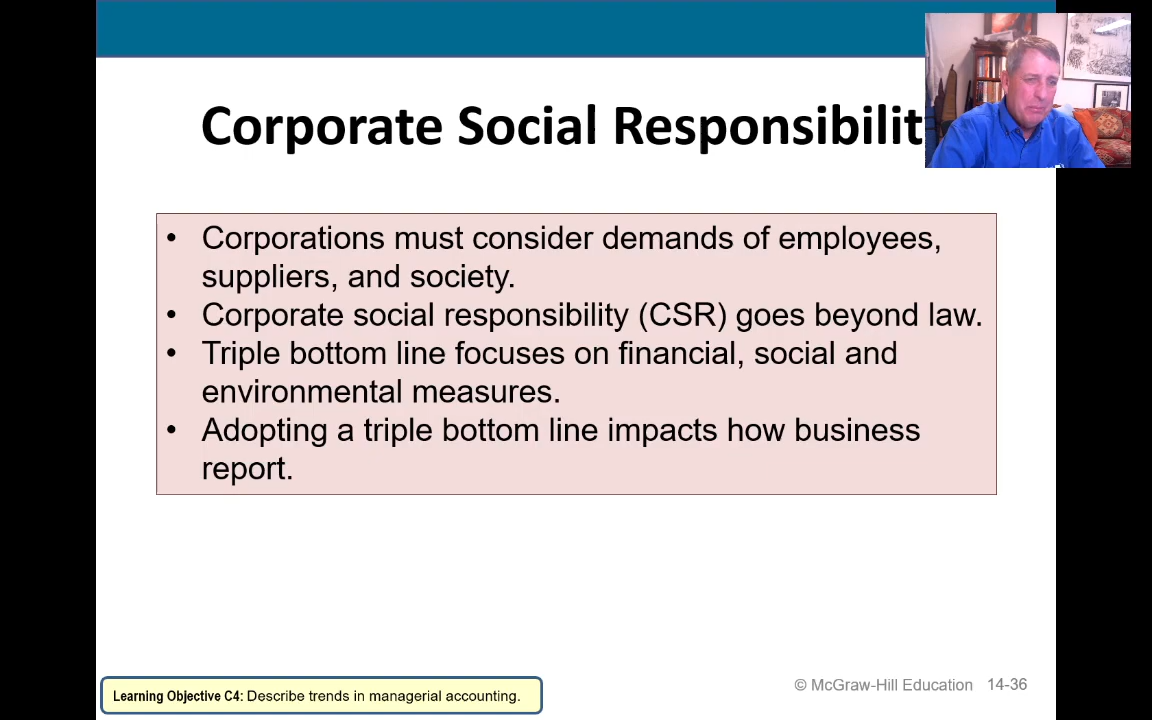 Corporate Social Responsibilit
• Corporations must consider demands of employees,
suppliers, and society.
• Corporate social responsibility (CSR) goes beyond law.
• Triple bottom line focuses on financial, social and
environmental measures.
• Adopting a triple bottom line impacts how business
report.
Learning Objective C4: Describe trends in managerial accounting.
© McGraw-Hill Education 14-36